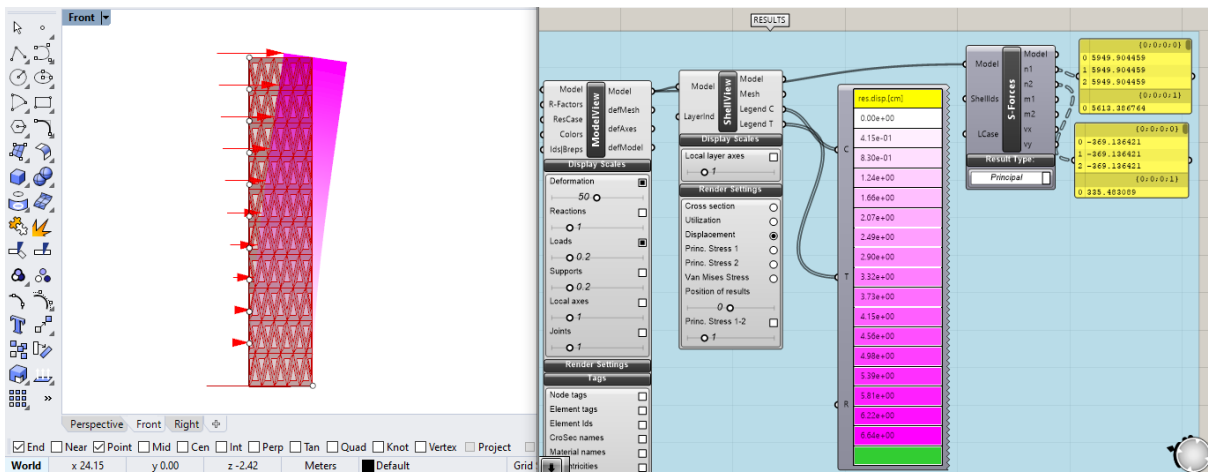 Front
Perspective Front Right
End Near Point Mid Cen Int Perp Tan Quad Knot Vertex Project
World x 24.15 y 0.00 z -2.42 Meters Default Grid S
RESULTS
Model
R-Factors
ResCase
Colors
Ids|Breps
ModelView
Model
defMesh
defAxes
defModel
Display Scales
Deformation
50
Reactions
1
Loads
0.2
Supports
0.2
Local axes
1
Joints
1
Render Settings
Tags
Node tags
Element tags
Element Ids
CroSec names
Material names
Model
LayerInd
ShellView
Model
Mesh
Legend C
Legend T
Display Scales
Local layer axes
1
Render Settings
Cross section
Utilization
Displacement
Princ. Stress 1
Princ. Stress 2
Van Mises Stress
Position of results
0
Princ. Stress 1-2
1
C
T
R
res.disp.[cm]
0.00e+00
4.15e-01
8.30e-01
1.24e+00
1.66e+00
2.07e+00
2.49e+00
2.90e+00
3.32e+00
3.73e+00
4.15e+00
4.56e+00
4.98e+00
5.39e+00
5.81e+00
6.22e+00
6.64e+00
Model
ShellIds
LCase
S-Forces
Model
n1
n2
m1
m2
vx
vy
Result Type:
Principal
{0;0;0;0}
0 5949.904459
1 5949.904459
2 5949.904459
{0;0;0;1}
0 5613.386764
{0;0;0;0}
0 -369.136421
1 -369.136421
2 -369.136421
{0;0;0;1}
0 335.483089